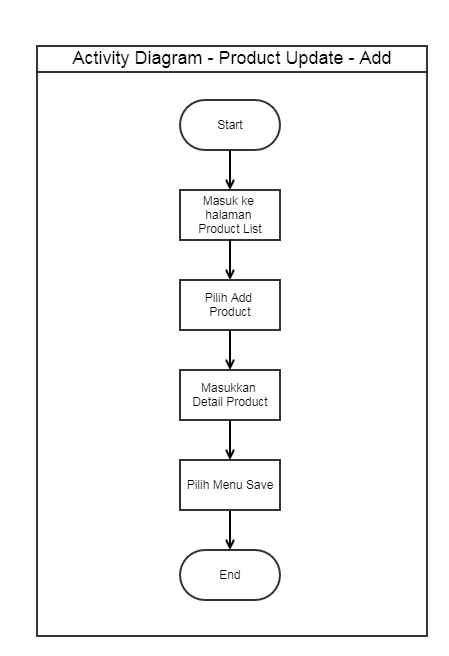 Activity Diagram - Product Update - Add
Start
Masuk ke
halaman
Product List
Pilih Add
Product
Masukkan
Detail Product
Pilih Menu Save
End